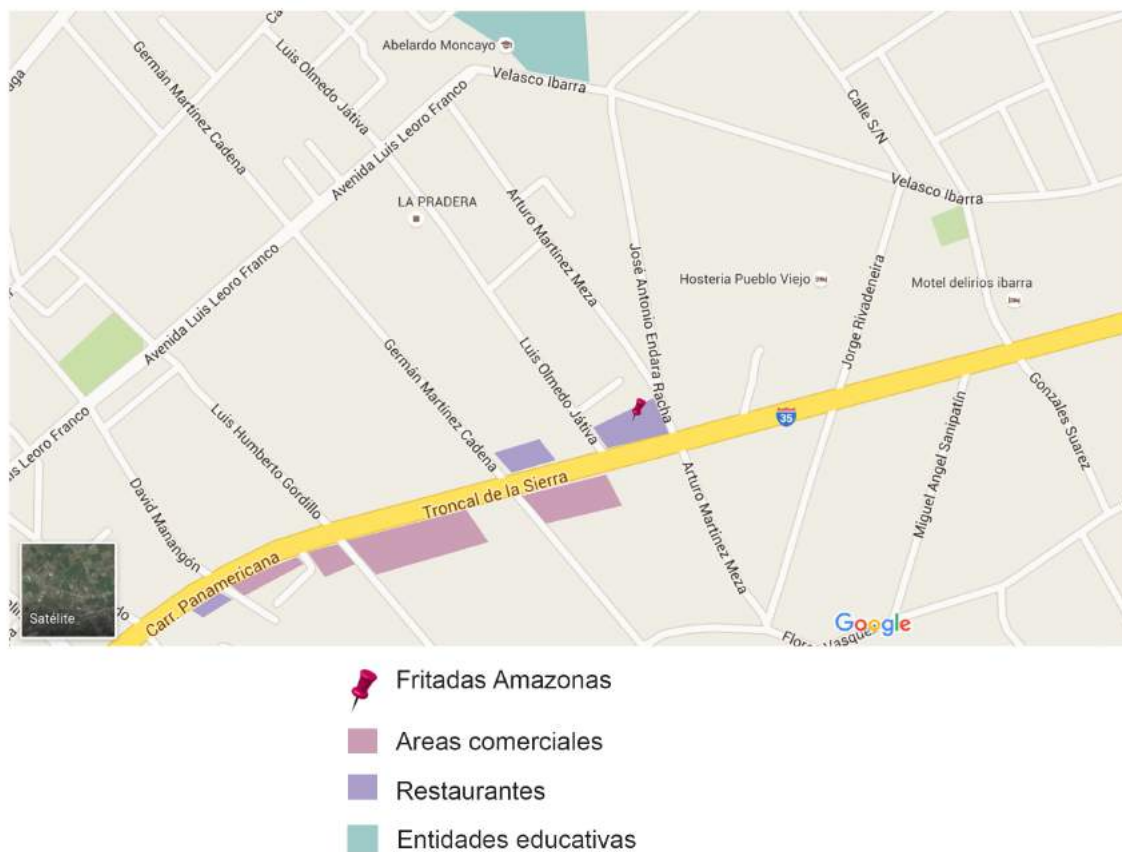 Abelardo Moncayo
Velasco Ibarra
Germán Martínez Cadena
Luis Olmedo Játiva
Avenida Luis Leoro Franco
Calle S/N
Velasco Ibarra
LA PRADERA
Arturo Martínez Meza
José Antonio Endara Racha
Hosteria Pueblo Viejo
Motel delirios ibarra
Jorge Rivadeneira
Avenida Luis Leoro Franco
Germán Martínez Cadena
Luis Olmedo Játiva
35
Gonzales Suarez
Miguel Angel Sanipatín
Luis Humberto Gordillo
Leoro Franco
David Manangón
Troncal de la Sierra
Arturo Martínez Meza
Carr. Panamericana
Satélite
Google
Fritadas Amazonas
Areas comerciales
Restaurantes
Entidades educativas